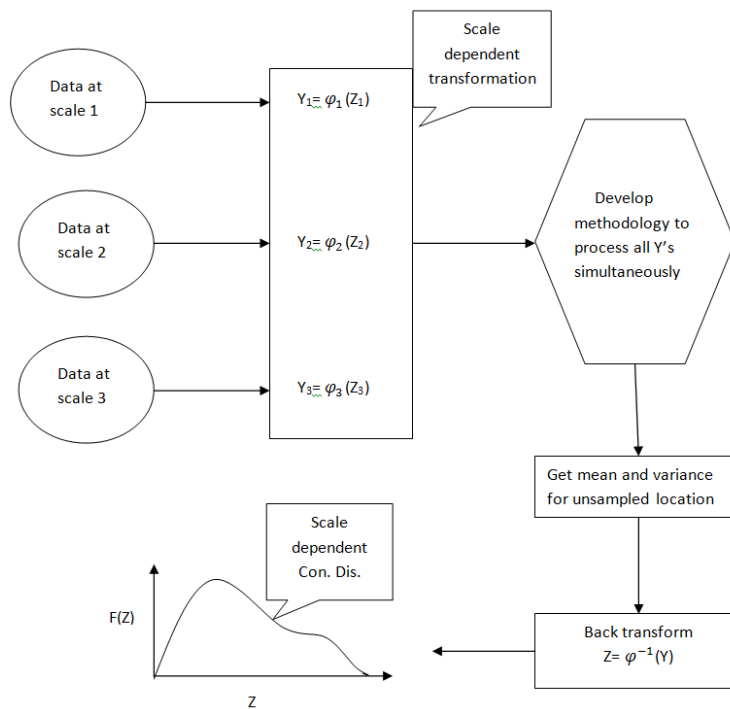 Data at
scale 1
Y₁= φ₁ (Z₁)
Scale
dependent
transformation
Data at
scale 2
Y₂= φ₂ (Z₂)
Develop
methodology to
process all Y's
simultaneously
Data at
scale 3
Y₃= φ₃ (Z₃)
Get mean and variance
for unsampled location
Scale
dependent
Con. Dis.
F(Z)
Z
Back transform
Z= φ⁻¹(Y)